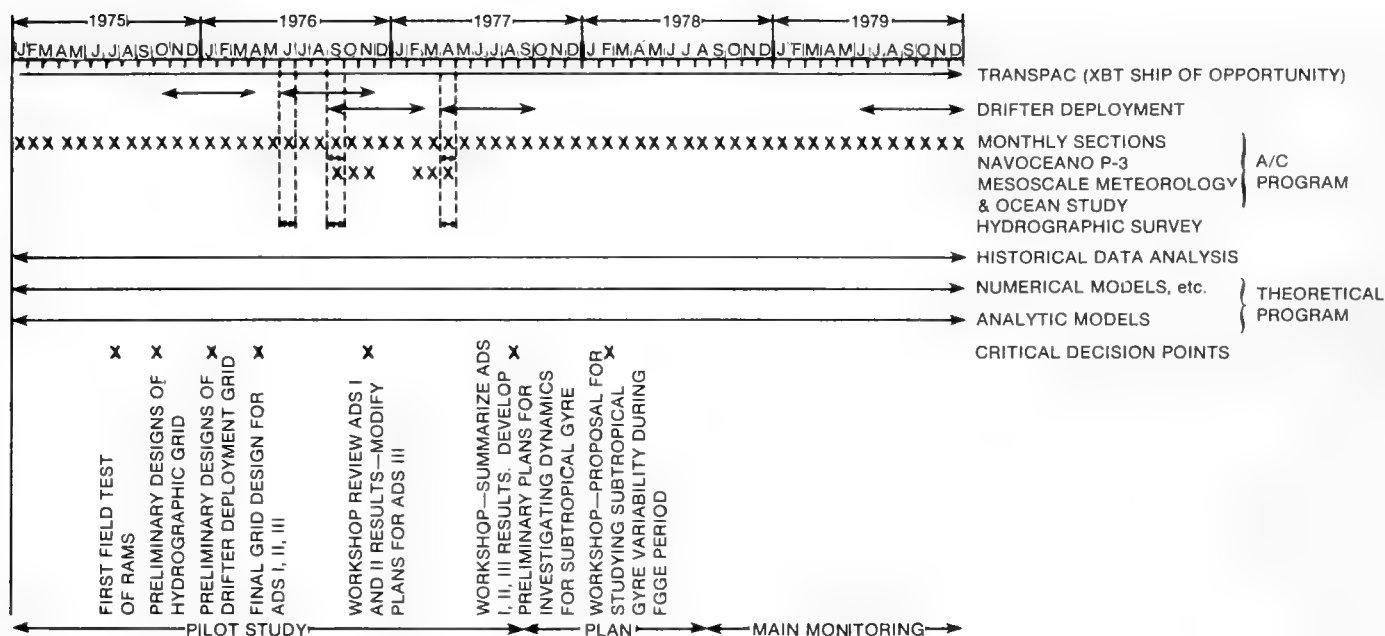 1975 1976 1977 1978 1979
J F M A M J J A S O N D J F M A M J J A S O N D J F M A M J J A S O N D J F M A M J J A S O N D J F M A M J J A S O N D
TRANSPAC (XBT SHIP OF OPPORTUNITY)
DRIFTER DEPLOYMENT
MONTHLY SECTIONS
NAVOCEANO P-3
MESOSCALE METEOROLOGY
& OCEAN STUDY
HYDROGRAPHIC SURVEY
A/C
PROGRAM
HISTORICAL DATA ANALYSIS
NUMERICAL MODELS, etc.
ANALYTIC MODELS
THEORETICAL
PROGRAM
CRITICAL DECISION POINTS
FIRST FIELD TEST
OF RAMS
PRELIMINARY DESIGNS OF
HYDROGRAPHIC GRID
PRELIMINARY DESIGNS OF
DRIFTER DEPLOYMENT GRID
FINAL GRID DESIGN FOR
ADS I, II, III
WORKSHOP REVIEW ADS I
AND II RESULTS—MODIFY
PLANS FOR ADS III
WORKSHOP—SUMMARIZE ADS
I, II, III RESULTS. DEVELOP
PRELIMINARY PLANS FOR
INVESTIGATING DYNAMICS
FOR SUBTROPICAL GYRE
WORKSHOP—PROPOSAL FOR
STUDYING SUBTROPICAL
GYRE VARIABILITY DURING
FGGE PERIOD
PILOT STUDY PLAN MAIN MONITORING